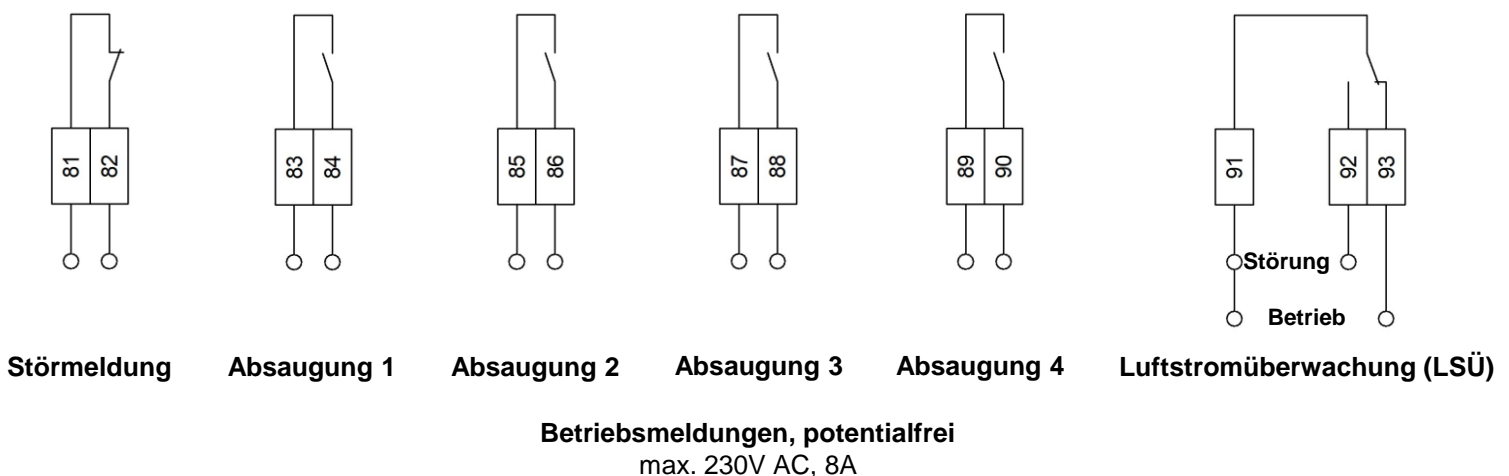 81 82 83 84 85 86 87 88 89 90 91 92 93
Störung
Betrieb
Störmeldung Absaugung 1 Absaugung 2 Absaugung 3 Absaugung 4 Luftstromüberwachung (LSÜ)
Betriebsmeldungen, potentialfrei
max. 230V AC, 8A